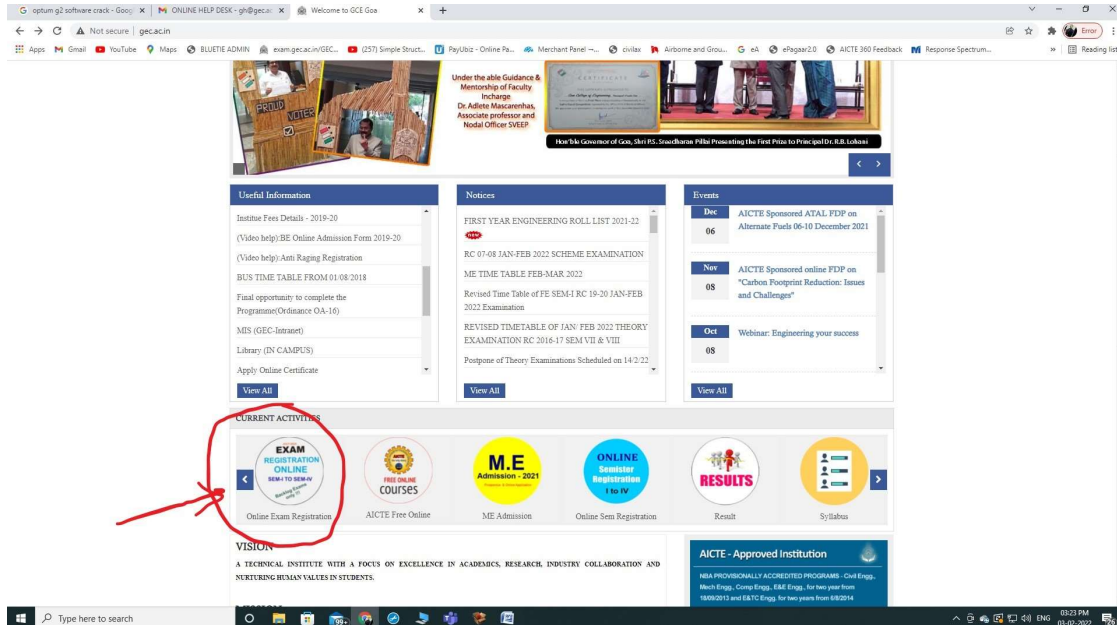 optum g2 software crack - Goog
ONLINE HELP DESK - gh@gec.ac
Welcome to GCE Goa
Not secure | gec.ac.in
Error
Apps Gmail YouTube Maps BLUETIE ADMIN exam.gec.ac.in/GEC... (257) Simple Struct... PayUbiz - Online Pa... Merchant Panel –... civilax Airborne and Grou... eA ePagaar2.0 AICTE 360 Feedback Response Spectrum... » Reading list
PROUD
VOTER
Under the able Guidance &
Mentorship of Faculty
Incharge
Dr. Adlete Mascarenhas,
Associate professor and
Nodal Officer SVEEP
CERTIFICATE
Hon'ble Governor of Goa, Shri P.S. Sreedharan Pillai Presenting the First Prize to Principal Dr. R.B. Lohani
Useful Information
Institue Fees Details - 2019-20
(Video help):BE Online Admission Form 2019-20
(Video help):Anti Raging Registration
BUS TIME TABLE FROM 01/08/2018
Final opportunity to complete the
Programme(Ordinance OA-16)
MIS (GEC-Intranet)
Library (IN CAMPUS)
Apply Online Certificate
View All
Notices
FIRST YEAR ENGINEERING ROLL LIST 2021-22
new
RC 07-08 JAN-FEB 2022 SCHEME EXAMINATION
ME TIME TABLE FEB-MAR 2022
Revised Time Table of FE SEM-I RC 19-20 JAN-FEB
2022 Examination
REVISED TIMETABLE OF JAN/ FEB 2022 THEORY
EXAMINATION RC 2016-17 SEM VII & VIII
Postpone of Theory Examinations Scheduled on 14/2/22
View All
Events
Dec
06
AICTE Sponsored ATAL FDP on
Alternate Fuels 06-10 December 2021
Nov
08
AICTE Sponsored online FDP on
"Carbon Footprint Reduction: Issues
and Challenges"
Oct
08
Webinar: Engineering your success
View All
CURRENT ACTIVITIES
EXAM
REGISTRATION
ONLINE
SEM-I TO SEM-IV
Backlog Exams
only !!!
Online Exam Registration
AICTE
FREE ONLINE
COURSES
AICTE Free Online
M.E
Admission - 2021
ME Admission
ONLINE
Semister
Registration
I to IV
Online Sem Registration
RESULTS
Result
Syllabus
VISION
A TECHNICAL INSTITUTE WITH A FOCUS ON EXCELLENCE IN ACADEMICS, RESEARCH, INDUSTRY COLLABORATION AND
NURTURING HUMAN VALUES IN STUDENTS.
AICTE - Approved Institution
NBA PROVISIONALLY ACCREDITED PROGRAMS - Civil Engg.,
Mech Engg., Comp Engg., E&E Engg., for two year from
18/09/2013 and E&TC Engg. for two years from 6/8/2014
Type here to search
99+
ENG
03:23 PM
03-02-2022